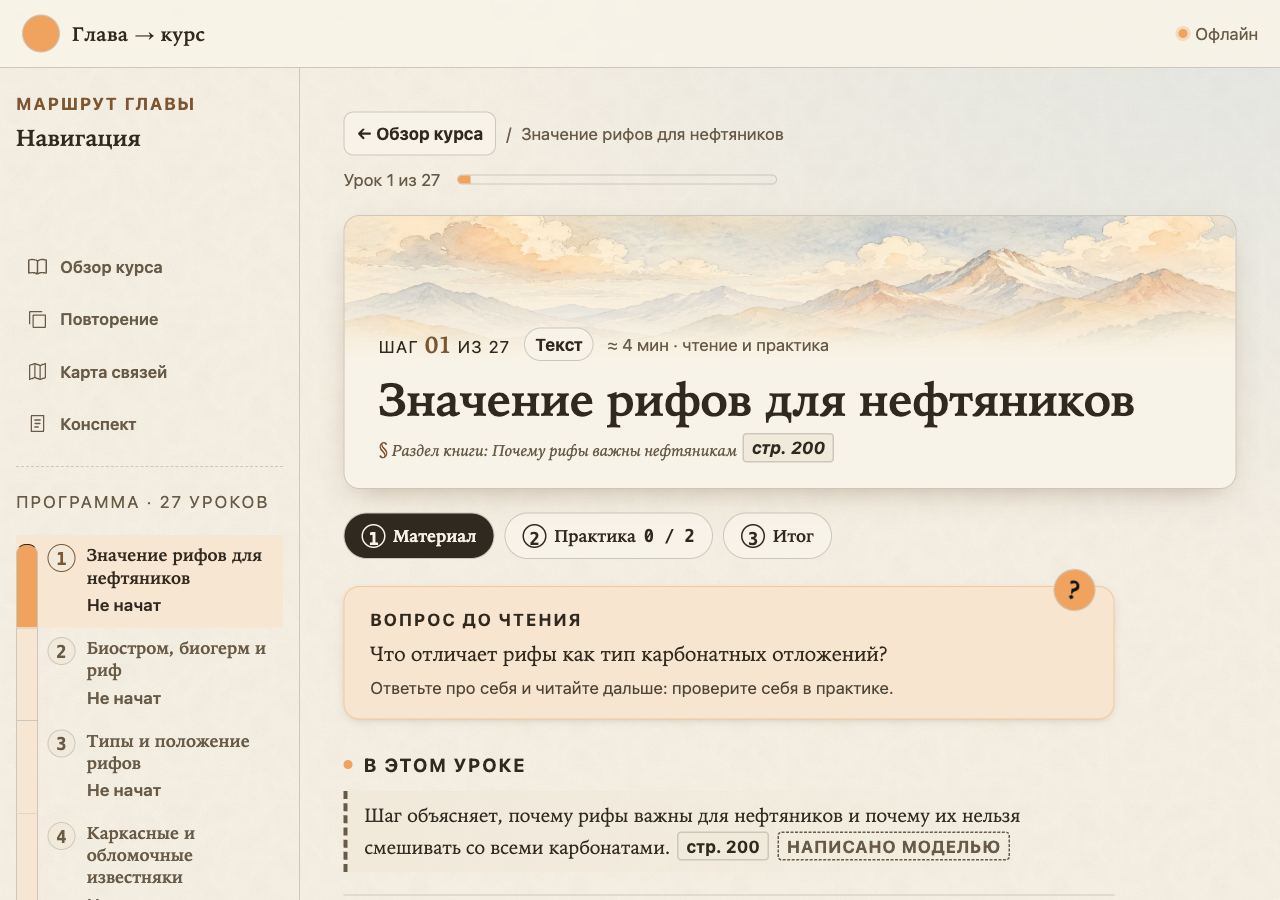 Глава → курс
Офлайн
МАРШРУТ ГЛАВЫ
Навигация
Обзор курса
Повторение
Карта связей
Конспект
ПРОГРАММА · 27 УРОКОВ
1
Значение рифов для
нефтяников
Не начат
2
Биостром, биогерм и
риф
Не начат
3
Типы и положение
рифов
Не начат
4
Каркасные и
обломочные
известняки
← Обзор курса / Значение рифов для нефтяников
Урок 1 из 27
ШАГ 01 ИЗ 27 Текст ≈ 4 мин · чтение и практика
Значение рифов для нефтяников
§ Раздел книги: Почему рифы важны нефтяникам стр. 200
1 Материал 2 Практика 0 / 2 3 Итог
?
ВОПРОС ДО ЧТЕНИЯ
Что отличает рифы как тип карбонатных отложений?
Ответьте про себя и читайте дальше: проверите себя в практике.
В ЭТОМ УРОКЕ
Шаг объясняет, почему рифы важны для нефтяников и почему их нельзя
смешивать со всеми карбонатами. стр. 200 НАПИСАНО МОДЕЛЬЮ